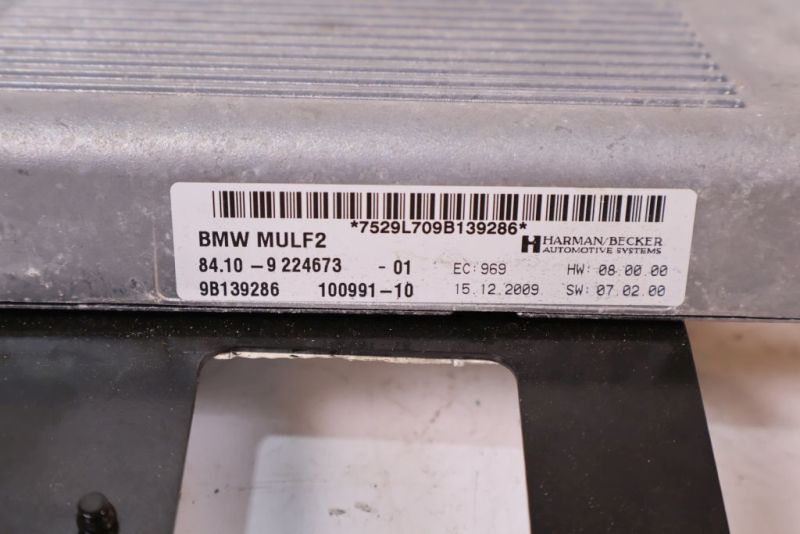 *7529L709B139286*
BMW MULF2
HARMAN/BECKER
AUTOMOTIVE SYSTEMS
84.10 - 9 224673 - 01 EC: 969 HW: 08.00.00
9B139286 100991-10 15.12.2009 SW: 07.02.00